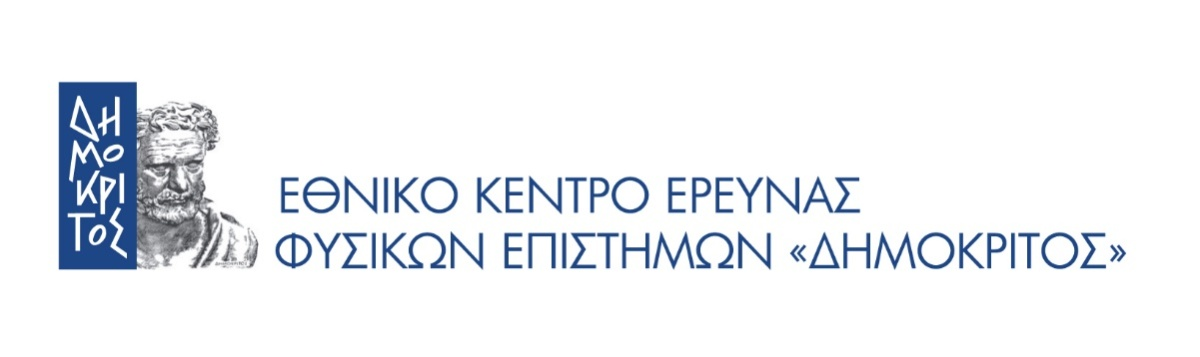 ΔΗ
ΜΟ
ΚΡΙ
ΤΟΣ
ΕΘΝΙΚΟ ΚΕΝΤΡΟ ΕΡΕΥΝΑΣ
ΦΥΣΙΚΩΝ ΕΠΙΣΤΗΜΩΝ «ΔΗΜΟΚΡΙΤΟΣ»